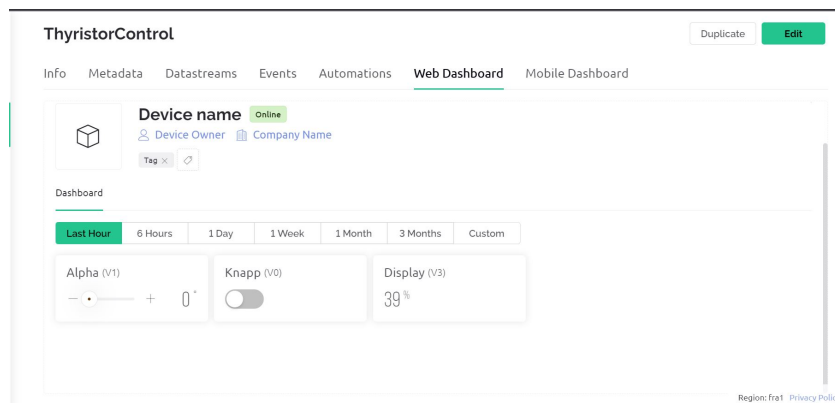 ThyristorControl
Duplicate
Edit
Info Metadata Datastreams Events Automations Web Dashboard Mobile Dashboard
Device name Online
Device Owner Company Name
Tag ×
Dashboard
Last Hour 6 Hours 1 Day 1 Week 1 Month 3 Months Custom
Alpha (V1)
− + 0 °
Knapp (V0)
Display (V3)
39 %
Region: fra1 Privacy